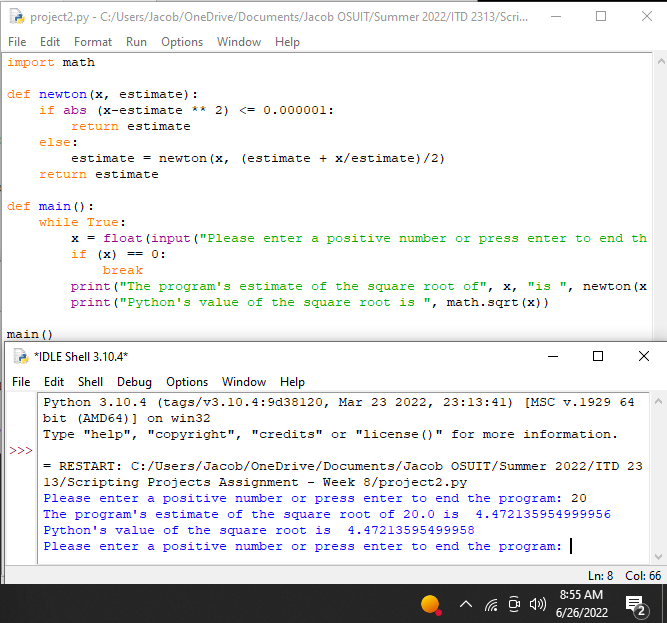 project2.py - C:/Users/Jacob/OneDrive/Documents/Jacob OSUIT/Summer 2022/ITD 2313/Scri...
File Edit Format Run Options Window Help
import math
def newton(x, estimate):
if abs (x-estimate ** 2) <= 0.000001:
return estimate
else:
estimate = newton(x, (estimate + x/estimate)/2)
return estimate
def main():
while True:
x = float(input("Please enter a positive number or press enter to end th
if (x) == 0:
break
print("The program's estimate of the square root of", x, "is ", newton(x
print("Python's value of the square root is ", math.sqrt(x))
main()
*IDLE Shell 3.10.4*
File Edit Shell Debug Options Window Help
Python 3.10.4 (tags/v3.10.4:9d38120, Mar 23 2022, 23:13:41) [MSC v.1929 64
bit (AMD64)] on win32
Type "help", "copyright", "credits" or "license()" for more information.
>>>
= RESTART: C:/Users/Jacob/OneDrive/Documents/Jacob OSUIT/Summer 2022/ITD 23
13/Scripting Projects Assignment - Week 8/project2.py
Please enter a positive number or press enter to end the program: 20
The program's estimate of the square root of 20.0 is  4.472135954999956
Python's value of the square root is  4.47213595499958
Please enter a positive number or press enter to end the program:
Ln: 8 Col: 66
8:55 AM
6/26/2022
2